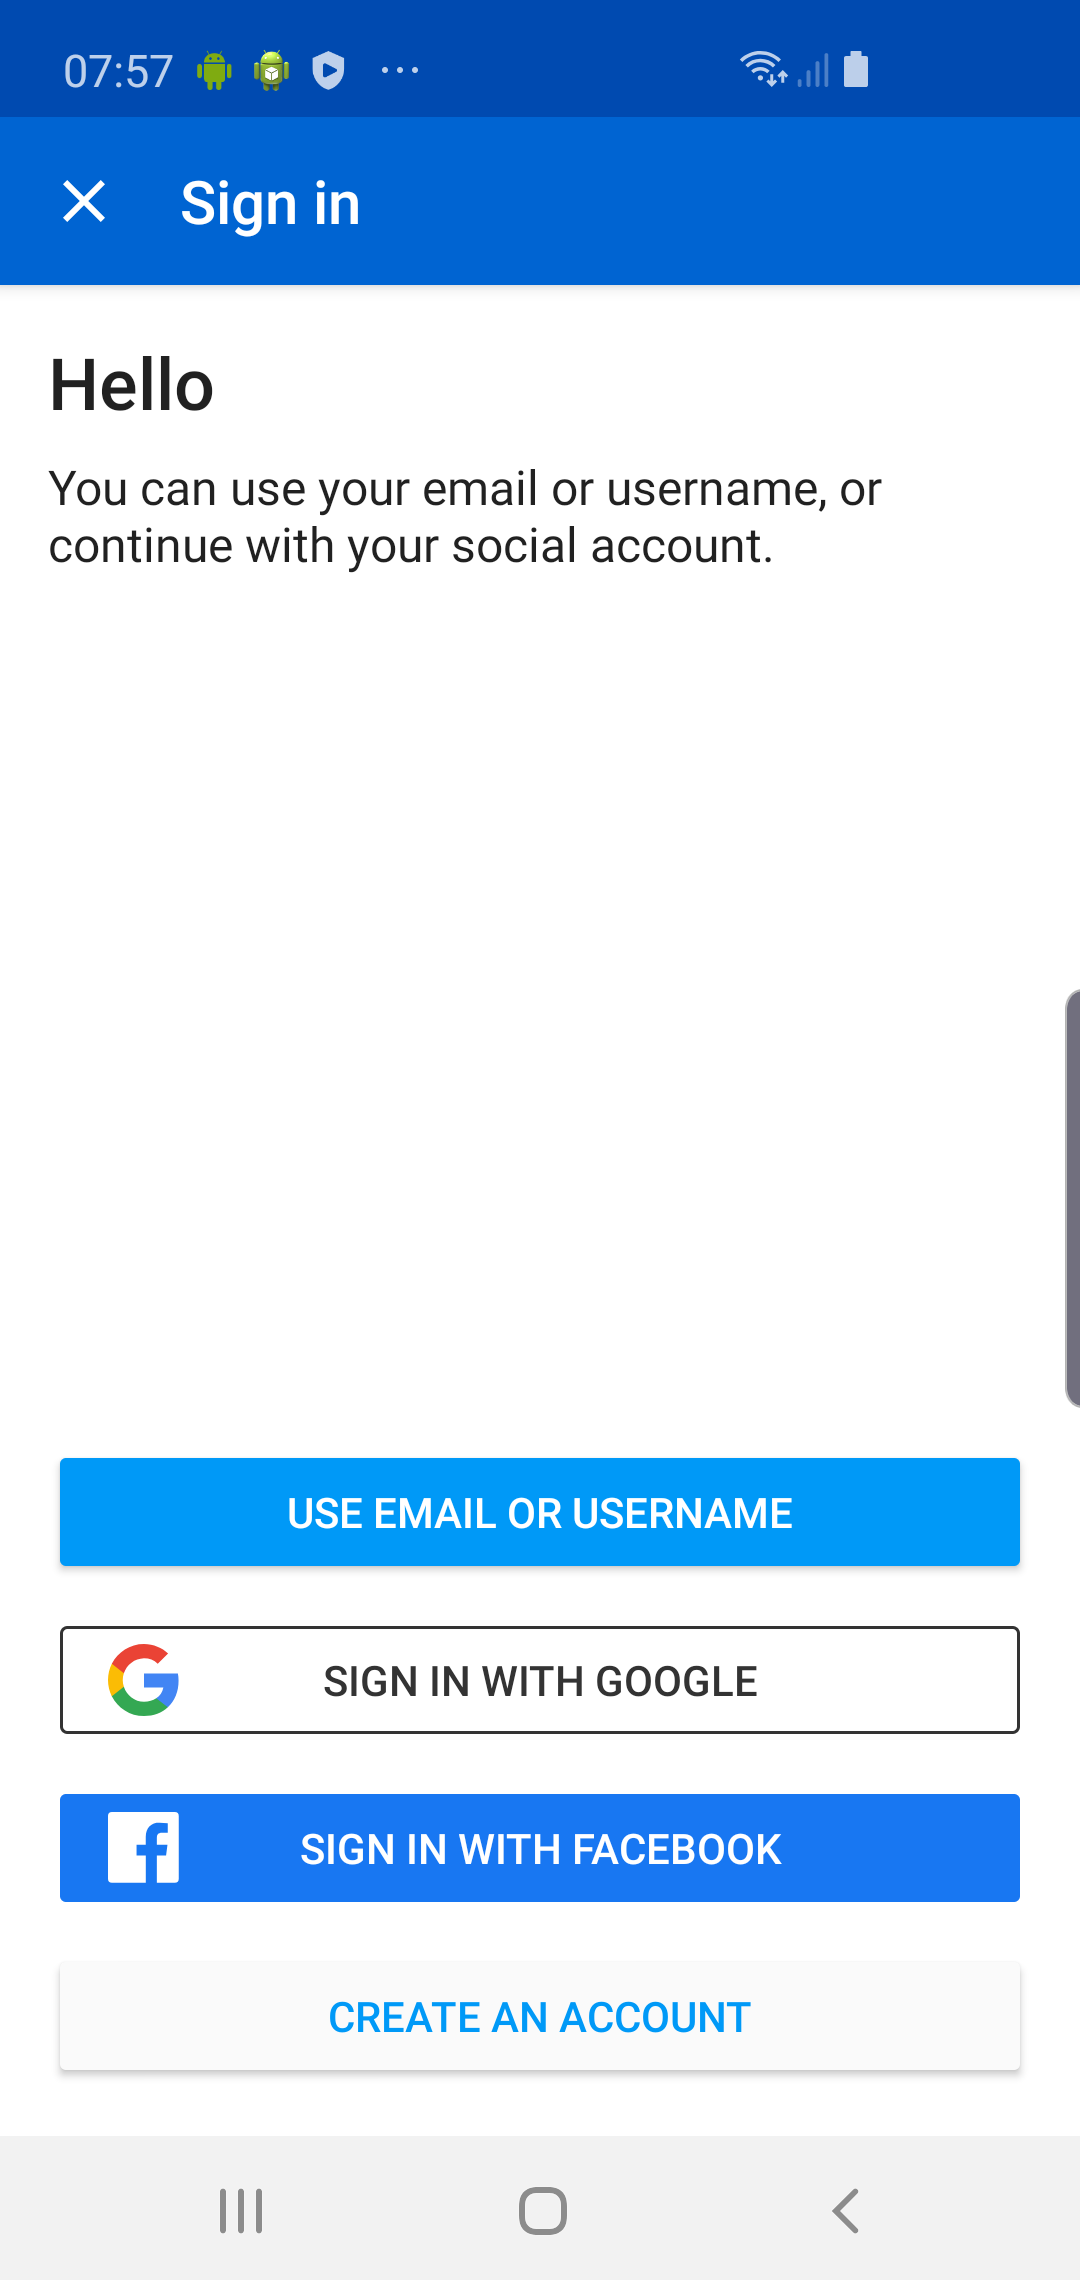 07:57
Sign in
Hello
You can use your email or username, or
continue with your social account.
USE EMAIL OR USERNAME
SIGN IN WITH GOOGLE
SIGN IN WITH FACEBOOK
CREATE AN ACCOUNT